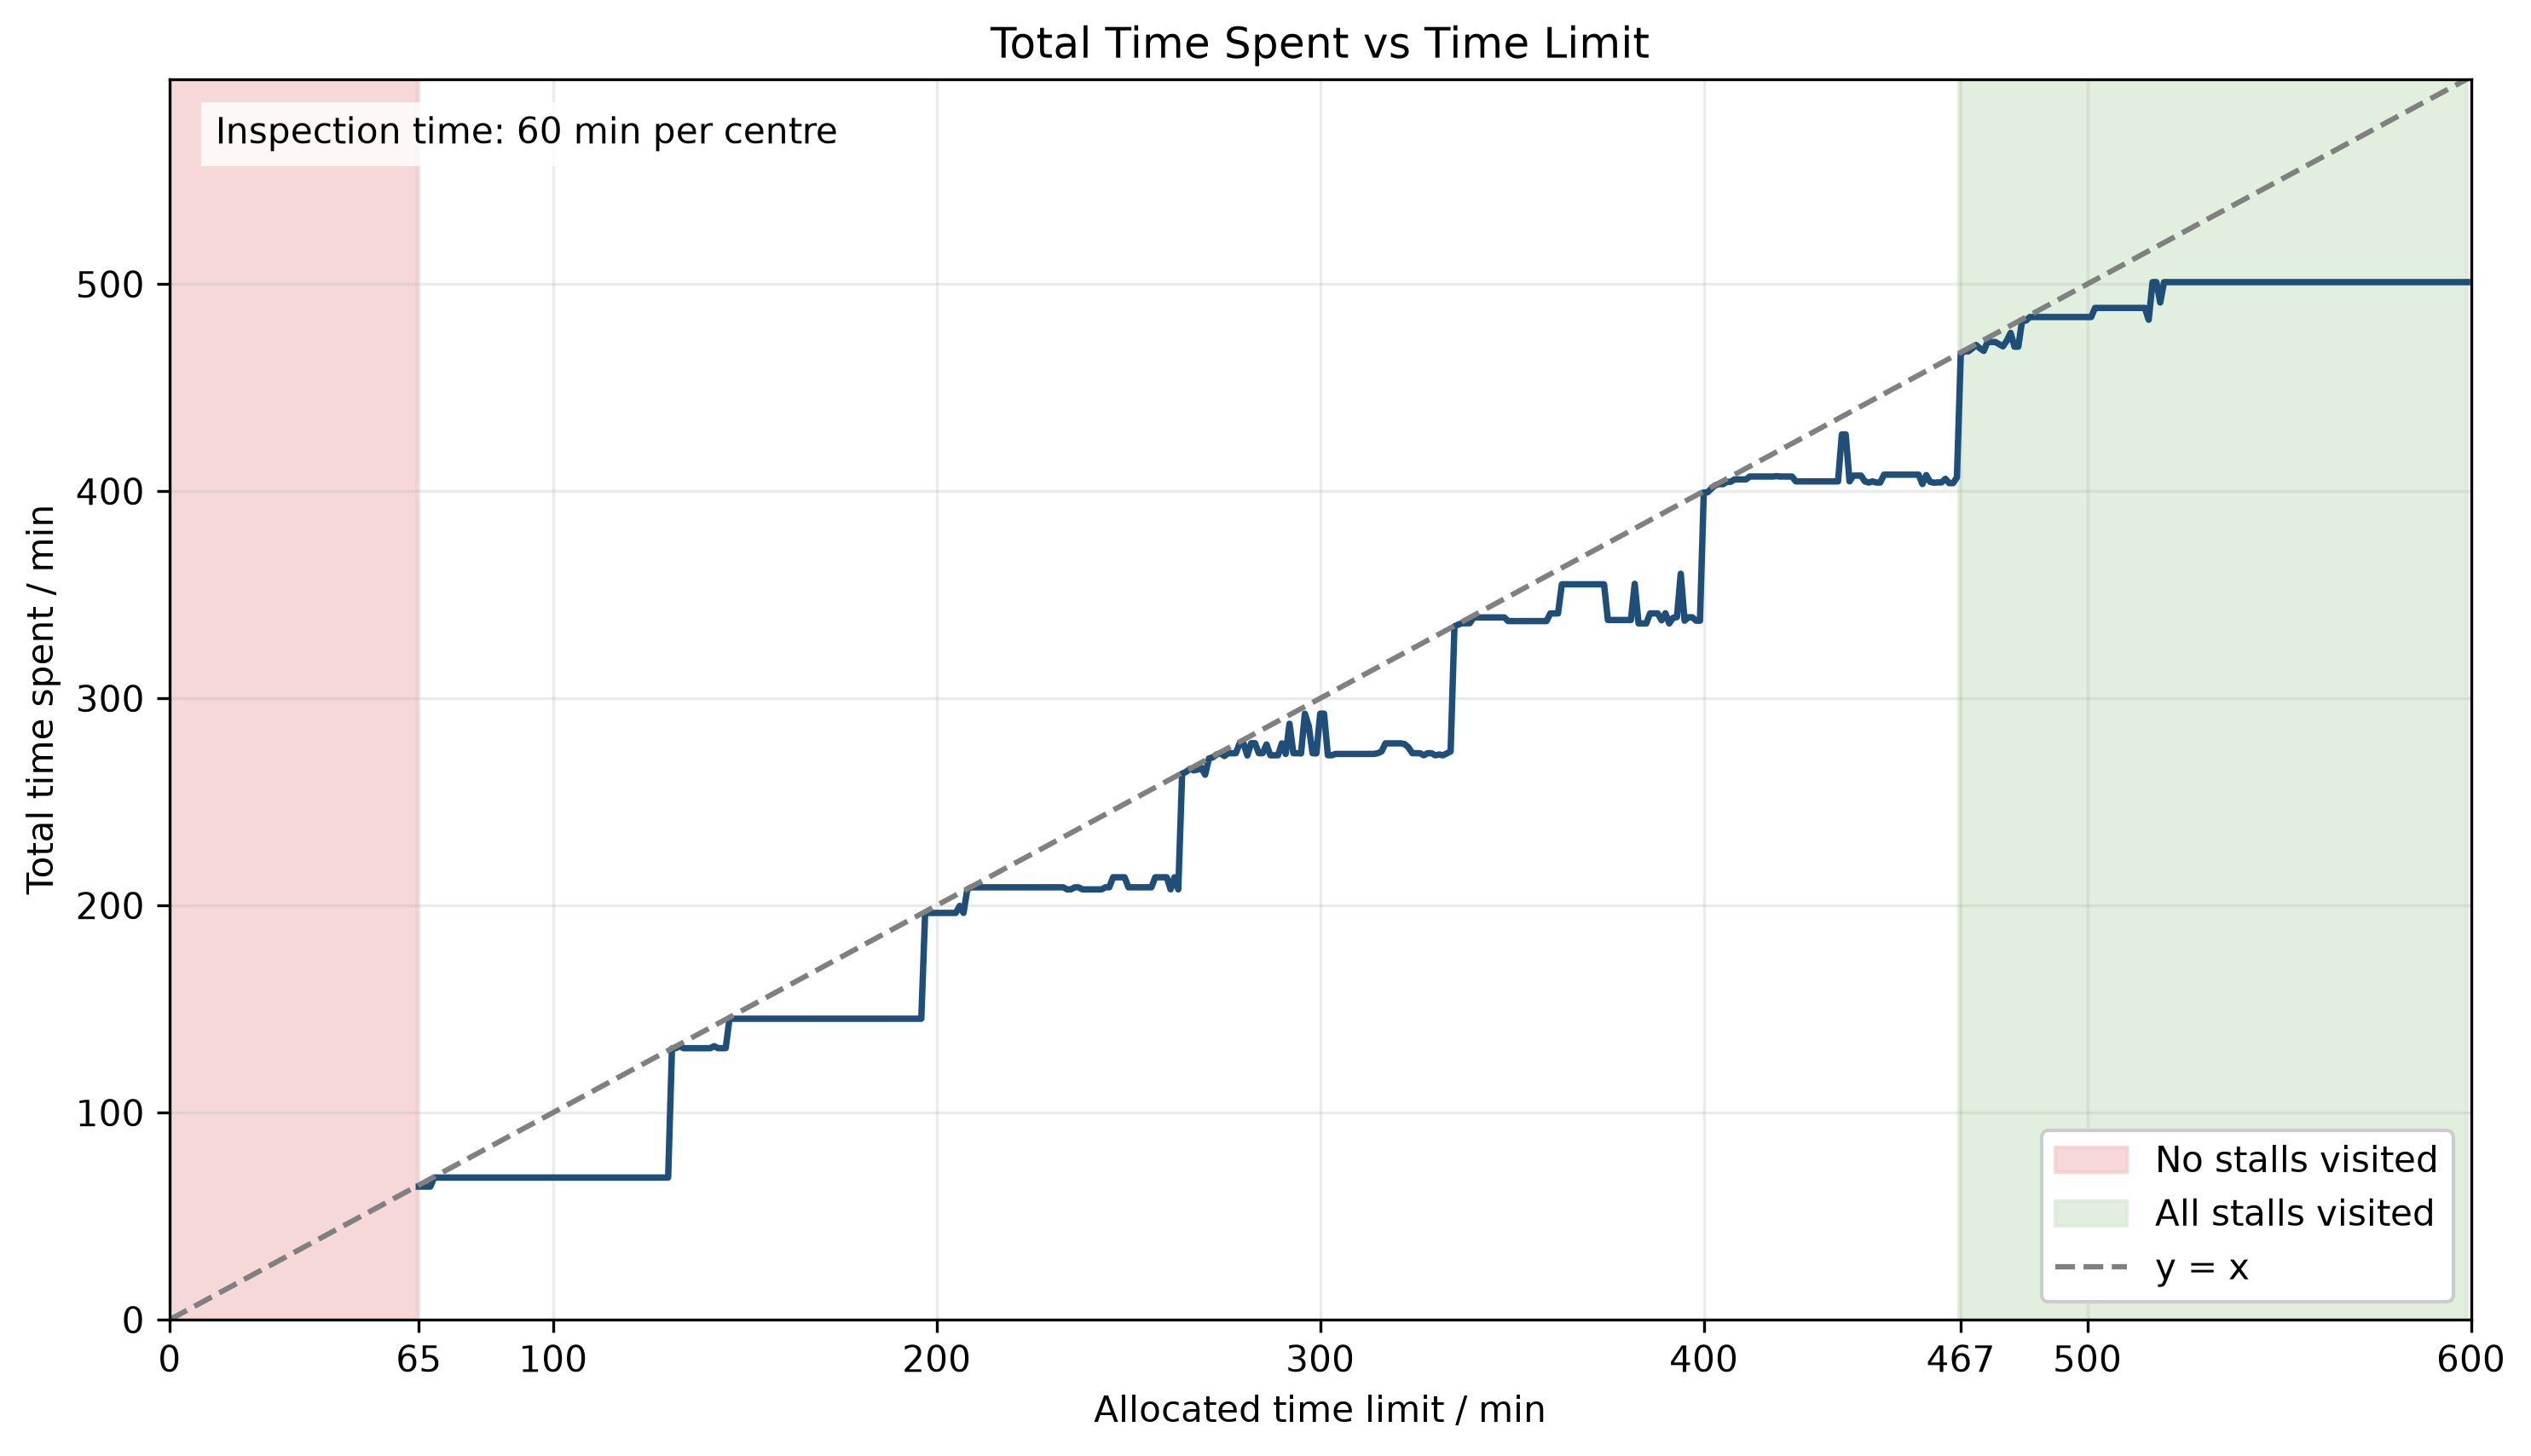 Total Time Spent vs Time Limit
Inspection time: 60 min per centre
Total time spent / min
500
400
300
200
100
0
0 65 100 200 300 400 467 500 600
Allocated time limit / min
No stalls visited
All stalls visited
y = x